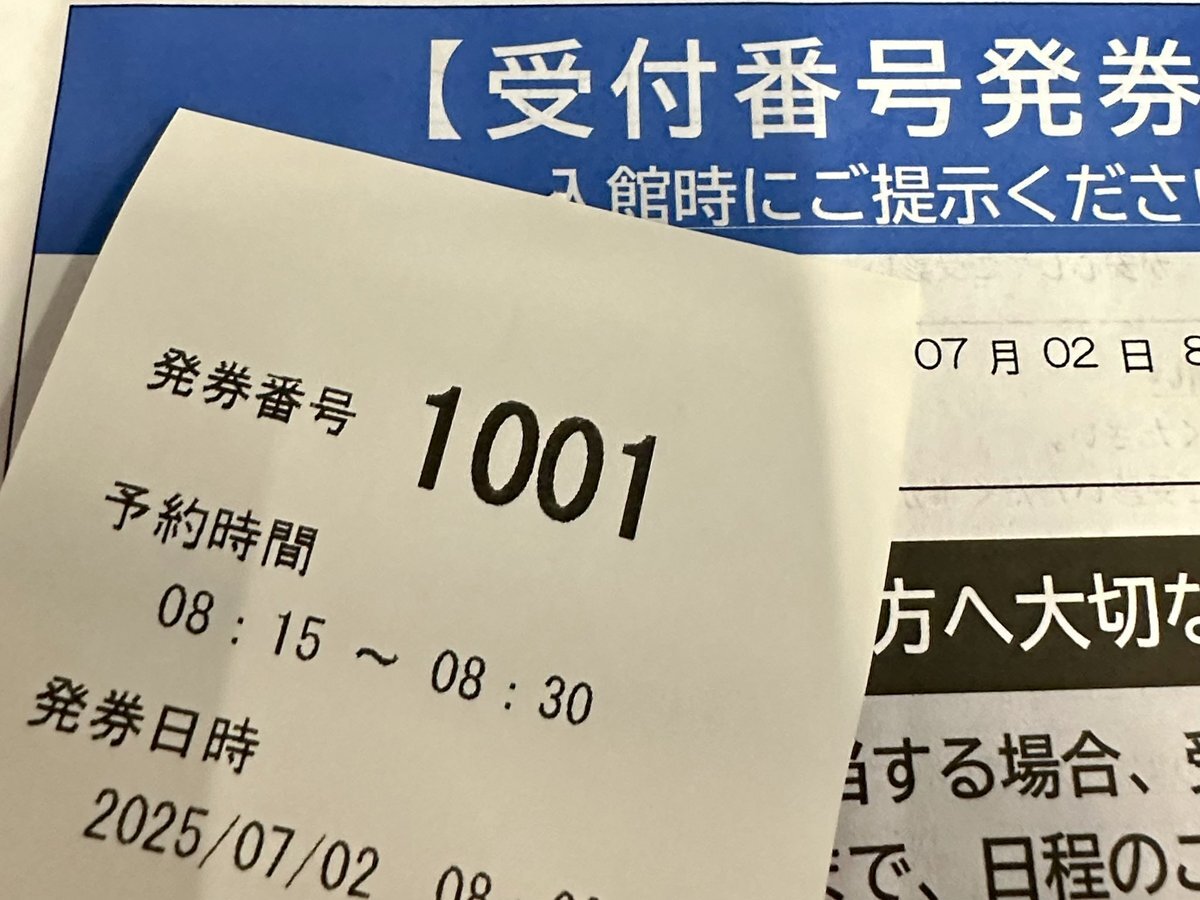 【受付番号発券
入館時にご提示くださ
07 月 02 日 8
発券番号 1001
予約時間
08 : 15 ～ 08 : 30
発券日時
2025/07/02 08
方へ大切な
する場合、
で、日程のご